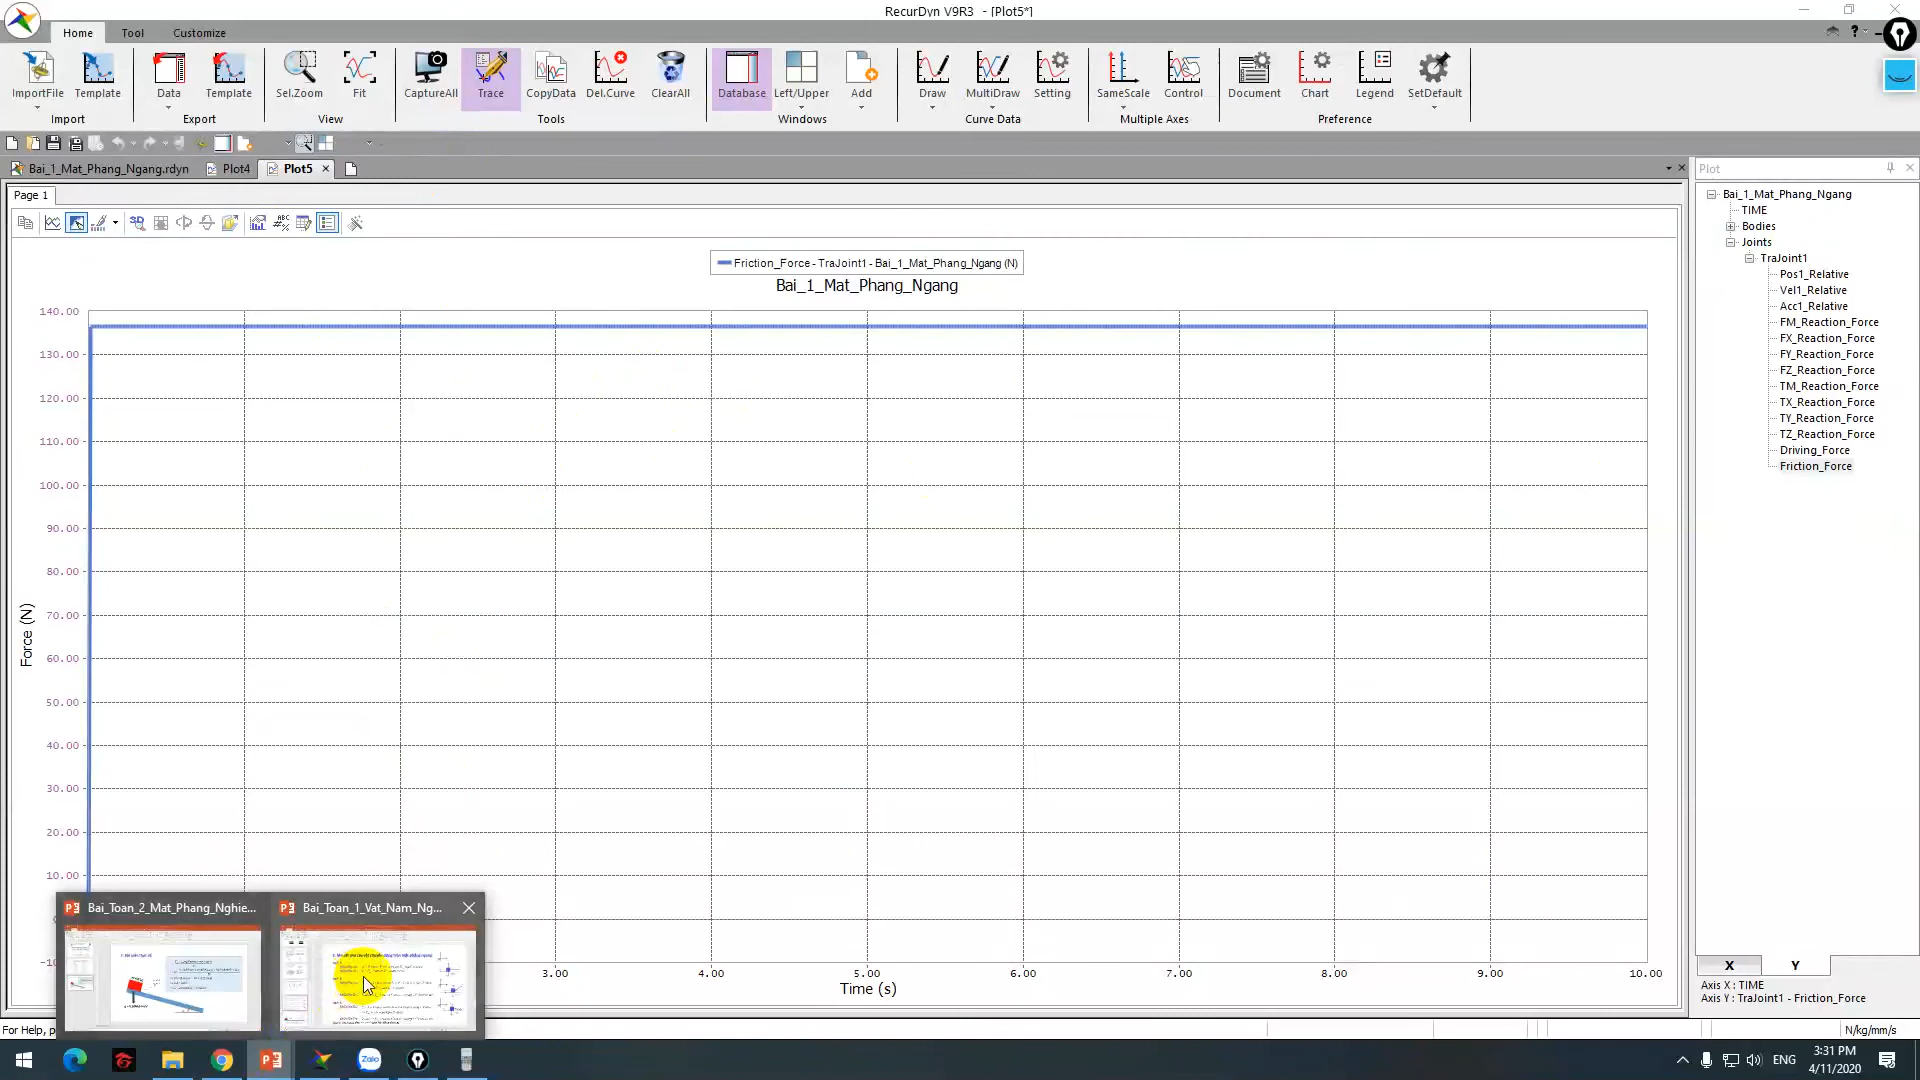 RecurDyn V9R3 - [Plot5*]
Home Tool Customize
ImportFile Template Data Template Sel.Zoom Fit CaptureAll Trace CopyData Del.Curve ClearAll Database Left/Upper Add Draw MultiDraw Setting SameScale Control Document Chart Legend SetDefault
Import Export View Tools Windows Curve Data Multiple Axes Preference
Bai_1_Mat_Phang_Ngang.rdyn Plot4 Plot5
Plot
Page 1
Bai_1_Mat_Phang_Ngang
TIME
Bodies
Joints
TraJoint1
Pos1_Relative
Vel1_Relative
Acc1_Relative
FM_Reaction_Force
FX_Reaction_Force
FY_Reaction_Force
FZ_Reaction_Force
TM_Reaction_Force
TX_Reaction_Force
TY_Reaction_Force
TZ_Reaction_Force
Driving_Force
Friction_Force
Friction_Force - TraJoint1 - Bai_1_Mat_Phang_Ngang (N)
Bai_1_Mat_Phang_Ngang
140.00
130.00
120.00
110.00
100.00
90.00
80.00
70.00
60.00
50.00
40.00
30.00
20.00
10.00
Force (N)
3.00 4.00 5.00 6.00 7.00 8.00 9.00 10.00
Time (s)
Bai_Toan_2_Mat_Phang_Nghie...
Bai_Toan_1_Vat_Nam_Ng...
X Y
Axis X : TIME
Axis Y : TraJoint1 - Friction_Force
For Help, p
N/kg/mm/s
Zalo
ENG
3:31 PM
4/11/2020